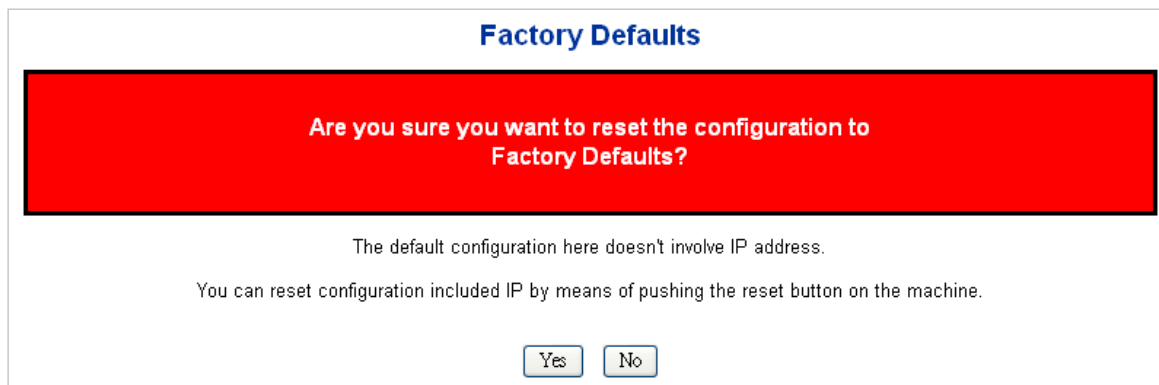 Factory Defaults
Are you sure you want to reset the configuration to
Factory Defaults?
The default configuration here doesn't involve IP address.
You can reset configuration included IP by means of pushing the reset button on the machine.
Yes No